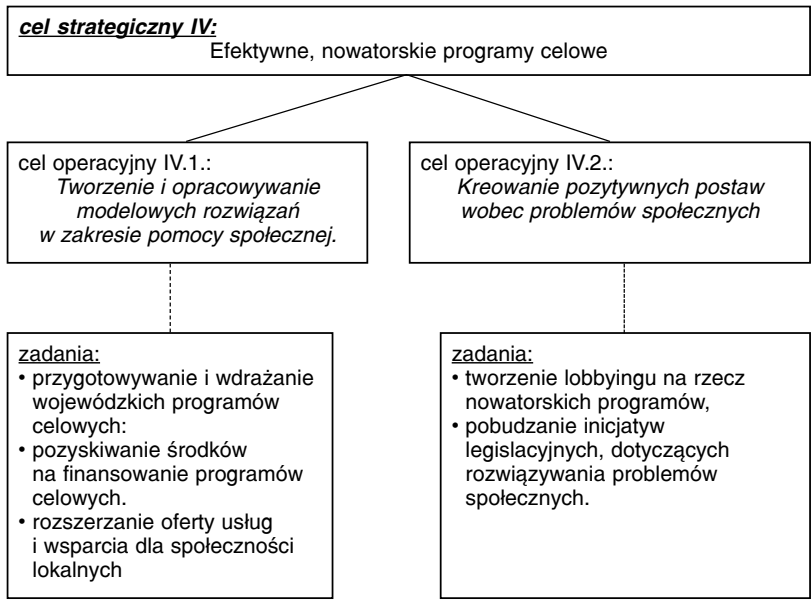 cel strategiczny IV:
Efektywne, nowatorskie programy celowe
cel operacyjny IV.1.:
Tworzenie i opracowywanie
modelowych rozwiązań
w zakresie pomocy społecznej.
cel operacyjny IV.2.:
Kreowanie pozytywnych postaw
wobec problemów społecznych
zadania:
• przygotowywanie i wdrażanie
wojewódzkich programów
celowych:
• pozyskiwanie środków
na finansowanie programów
celowych.
• rozszerzanie oferty usług
i wsparcia dla społeczności
lokalnych
zadania:
• tworzenie lobbyingu na rzecz
nowatorskich programów,
• pobudzanie inicjatyw
legislacyjnych, dotyczących
rozwiązywania problemów
społecznych.